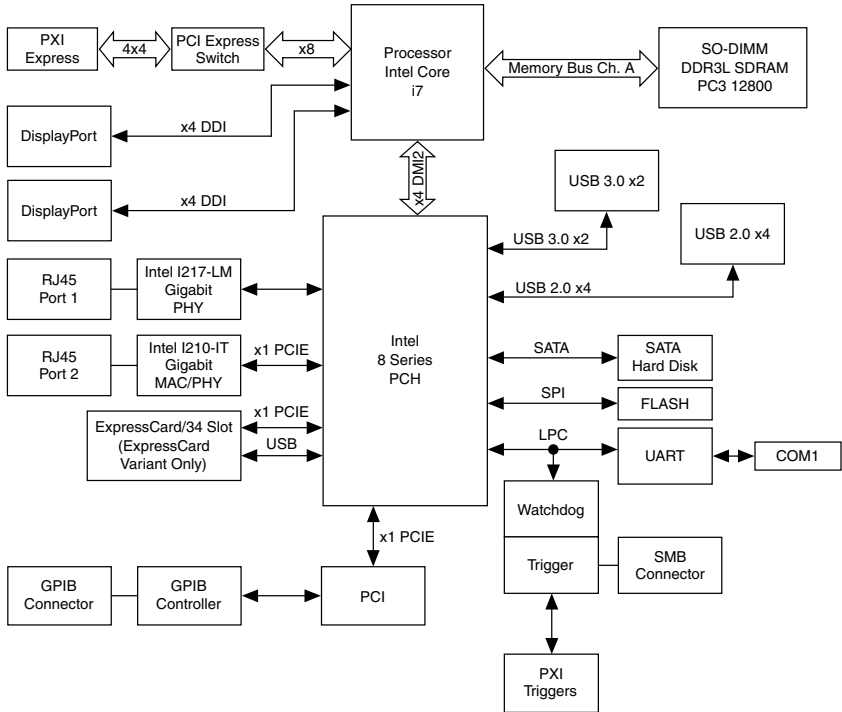 PXI
Express
4x4
PCI Express
Switch
x8
Processor
Intel Core
i7
Memory Bus Ch. A
SO-DIMM
DDR3L SDRAM
PC3 12800
DisplayPort
x4 DDI
DisplayPort
x4 DDI
x4 DMI2
USB 3.0 x2
USB 3.0 x2
USB 2.0 x4
USB 2.0 x4
RJ45
Port 1
Intel I217-LM
Gigabit
PHY
RJ45
Port 2
Intel I210-IT
Gigabit
MAC/PHY
x1 PCIE
Intel
8 Series
PCH
SATA
SATA
Hard Disk
SPI
FLASH
ExpressCard/34 Slot
(ExpressCard
Variant Only)
x1 PCIE
USB
LPC
UART
COM1
Watchdog
Trigger
SMB
Connector
PXI
Triggers
x1 PCIE
GPIB
Connector
GPIB
Controller
PCI